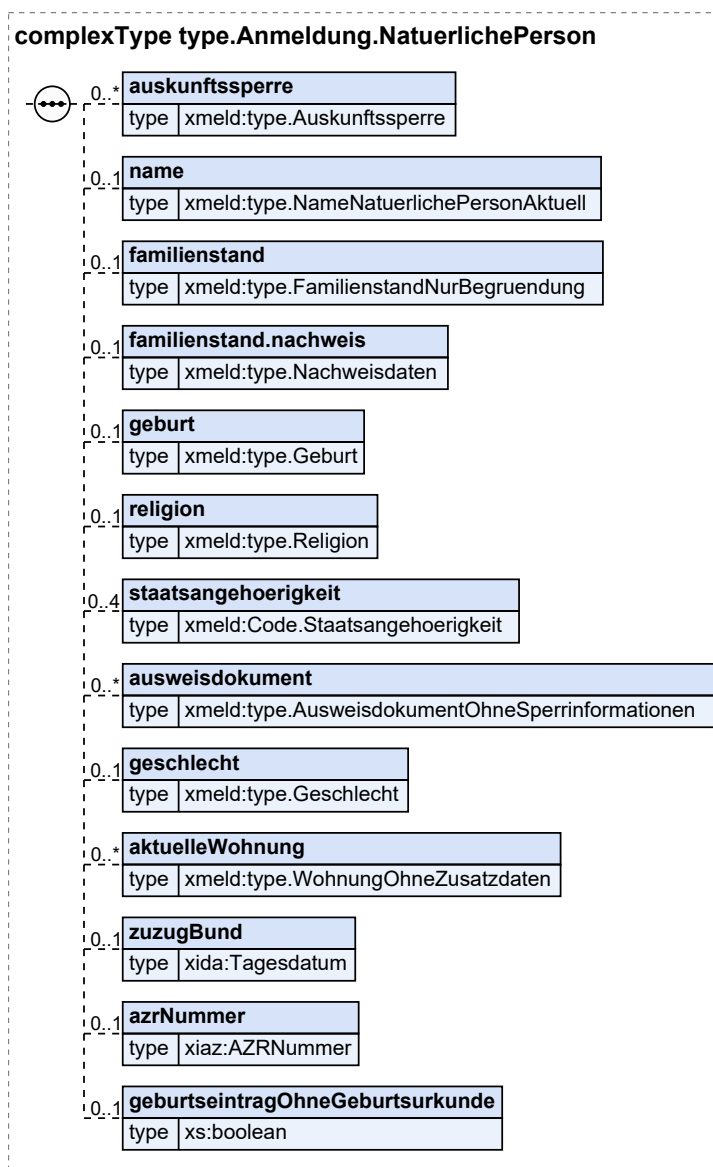 complexType type.Anmeldung.NatuerlichePerson
0..* auskunftssperre
type xmeld:type.Auskunftssperre
0..1 name
type xmeld:type.NameNatuerlichePersonAktuell
0..1 familienstand
type xmeld:type.FamilienstandNurBegruendung
0..1 familienstand.nachweis
type xmeld:type.Nachweisdaten
0..1 geburt
type xmeld:type.Geburt
0..1 religion
type xmeld:type.Religion
0..4 staatsangehoerigkeit
type xmeld:Code.Staatsangehoerigkeit
0..* ausweisdokument
type xmeld:type.AusweisdokumentOhneSperrinformationen
0..1 geschlecht
type xmeld:type.Geschlecht
0..* aktuelleWohnung
type xmeld:type.WohnungOhneZusatzdaten
0..1 zuzugBund
type xida:Tagesdatum
0..1 azrNummer
type xiaz:AZRNummer
0..1 geburtseintragOhneGeburtsurkunde
type xs:boolean